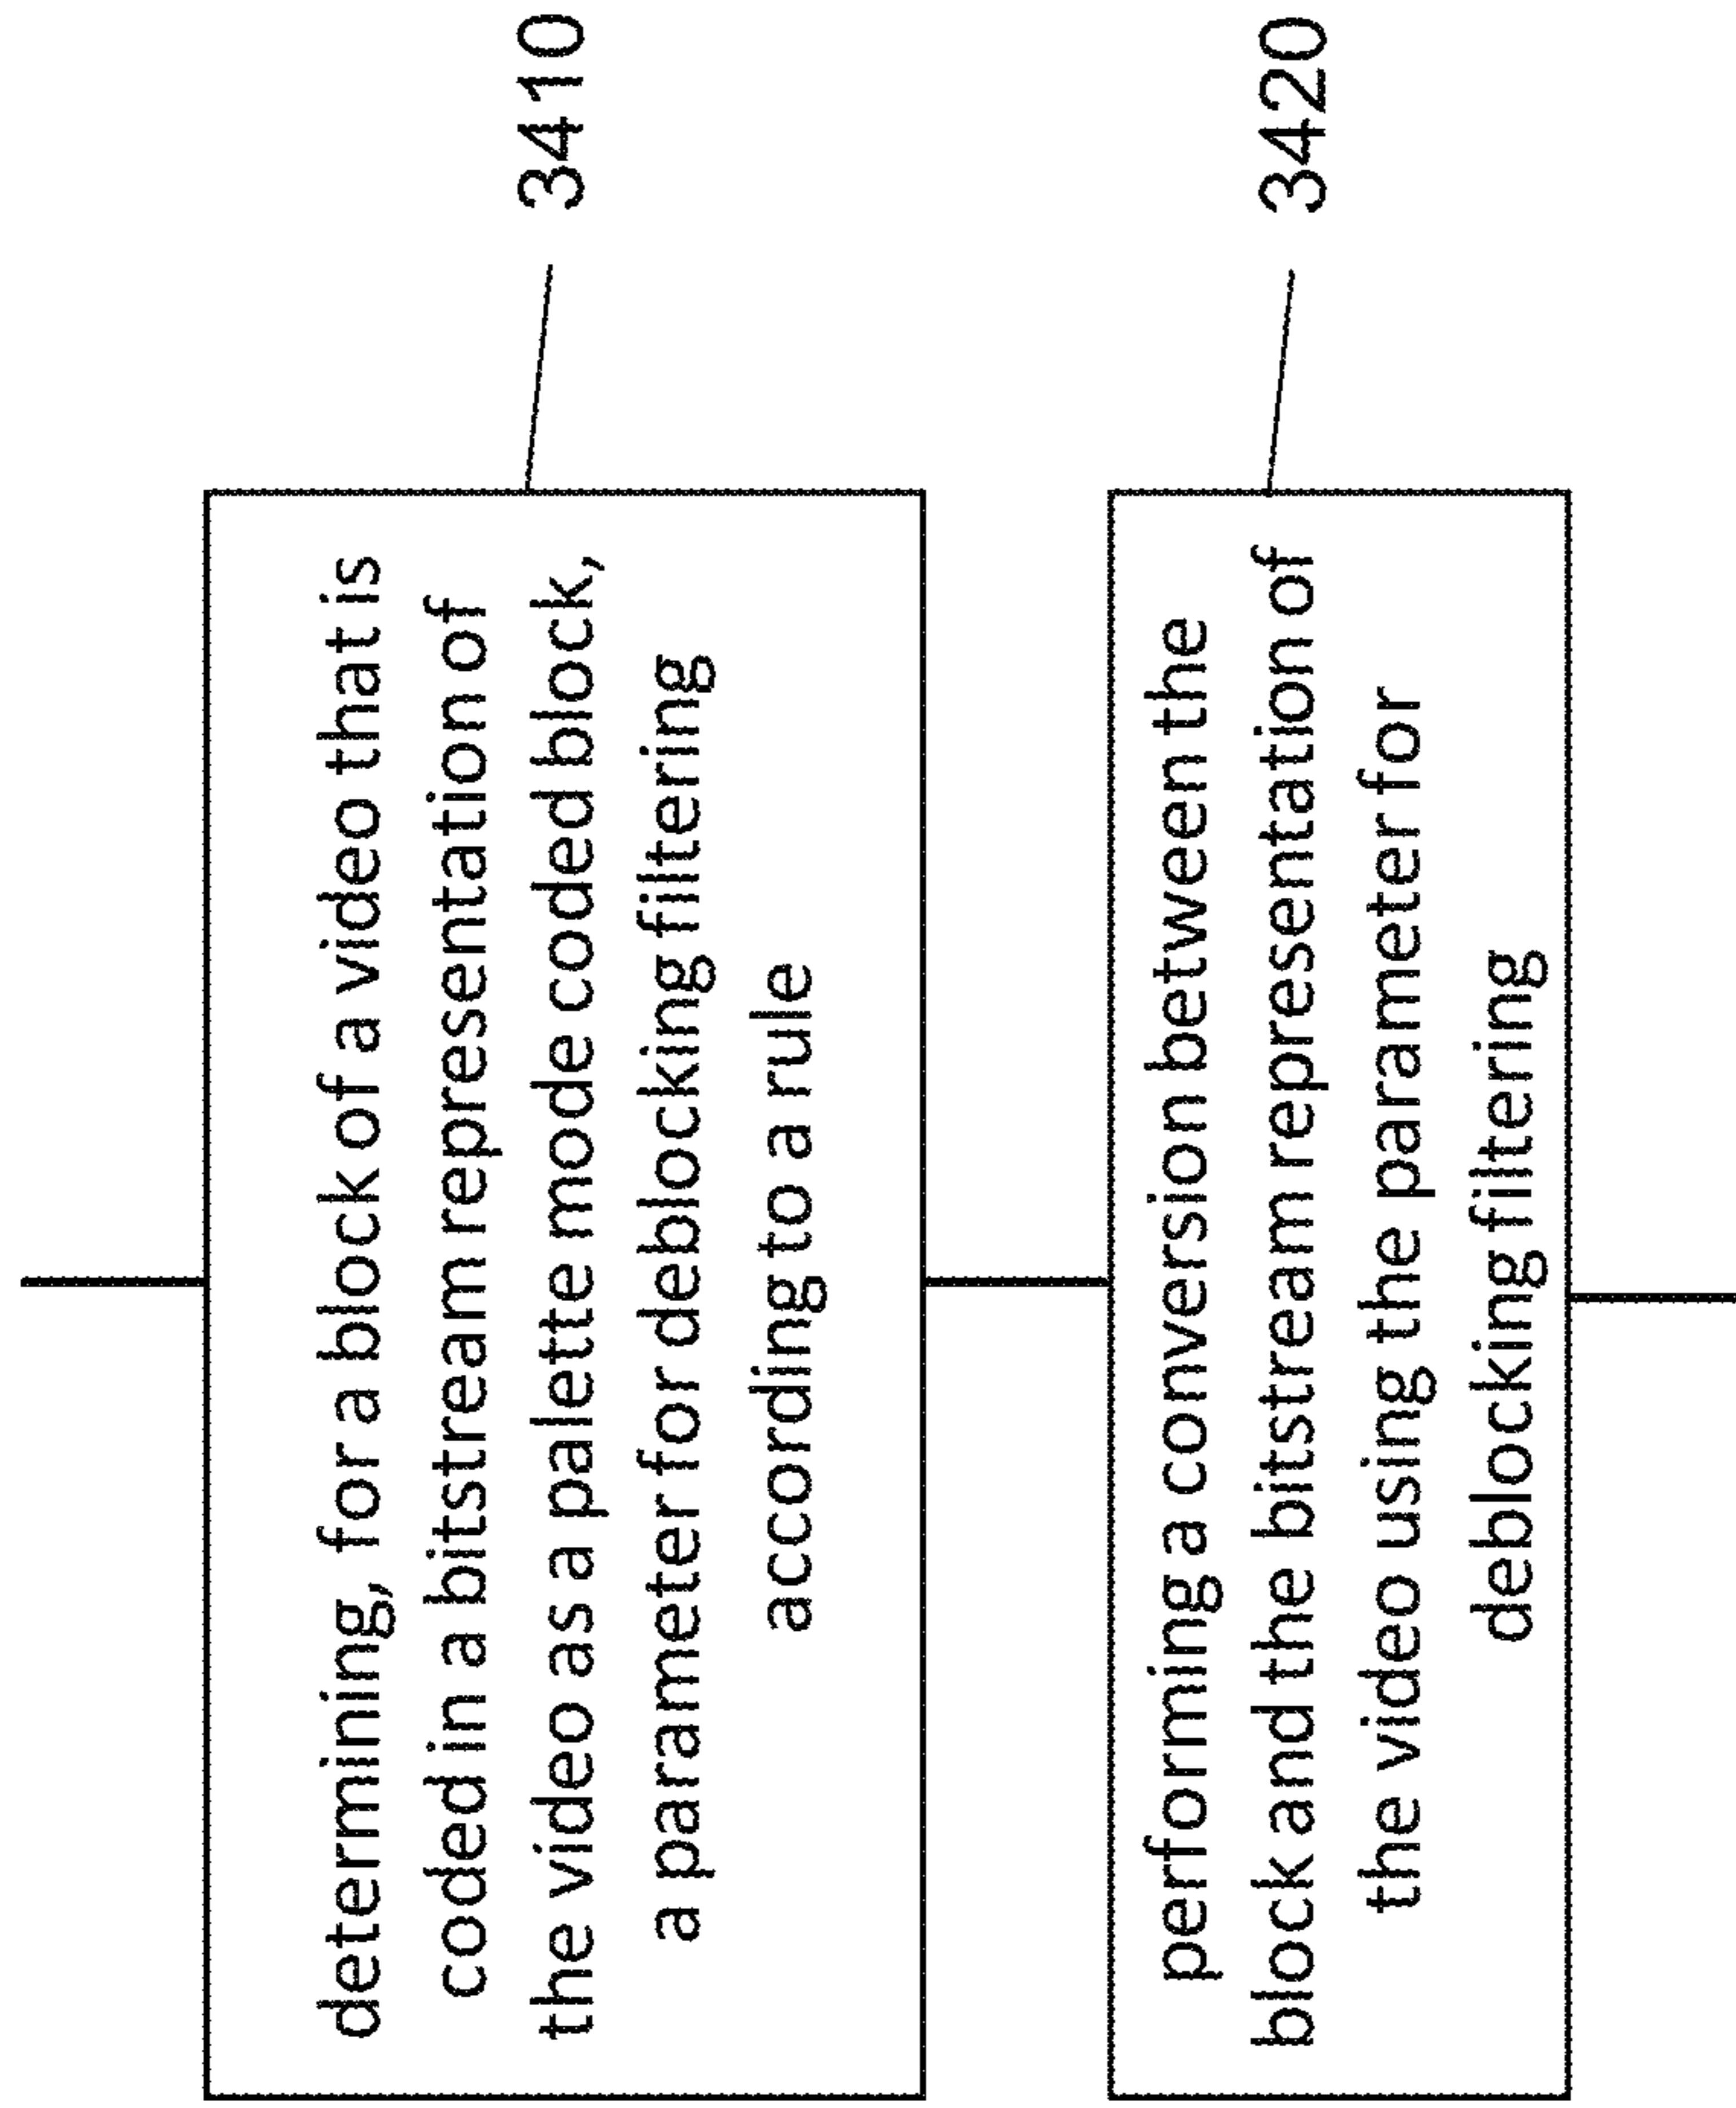 determining, for a block of a video that is
coded in a bitstream representation of
the video as a palette mode coded block,
a parameter for deblocking filtering
according to a rule
3410
performing a conversion between the
block and the bitstream representation of
the video using the parameter for
deblocking filtering
3420